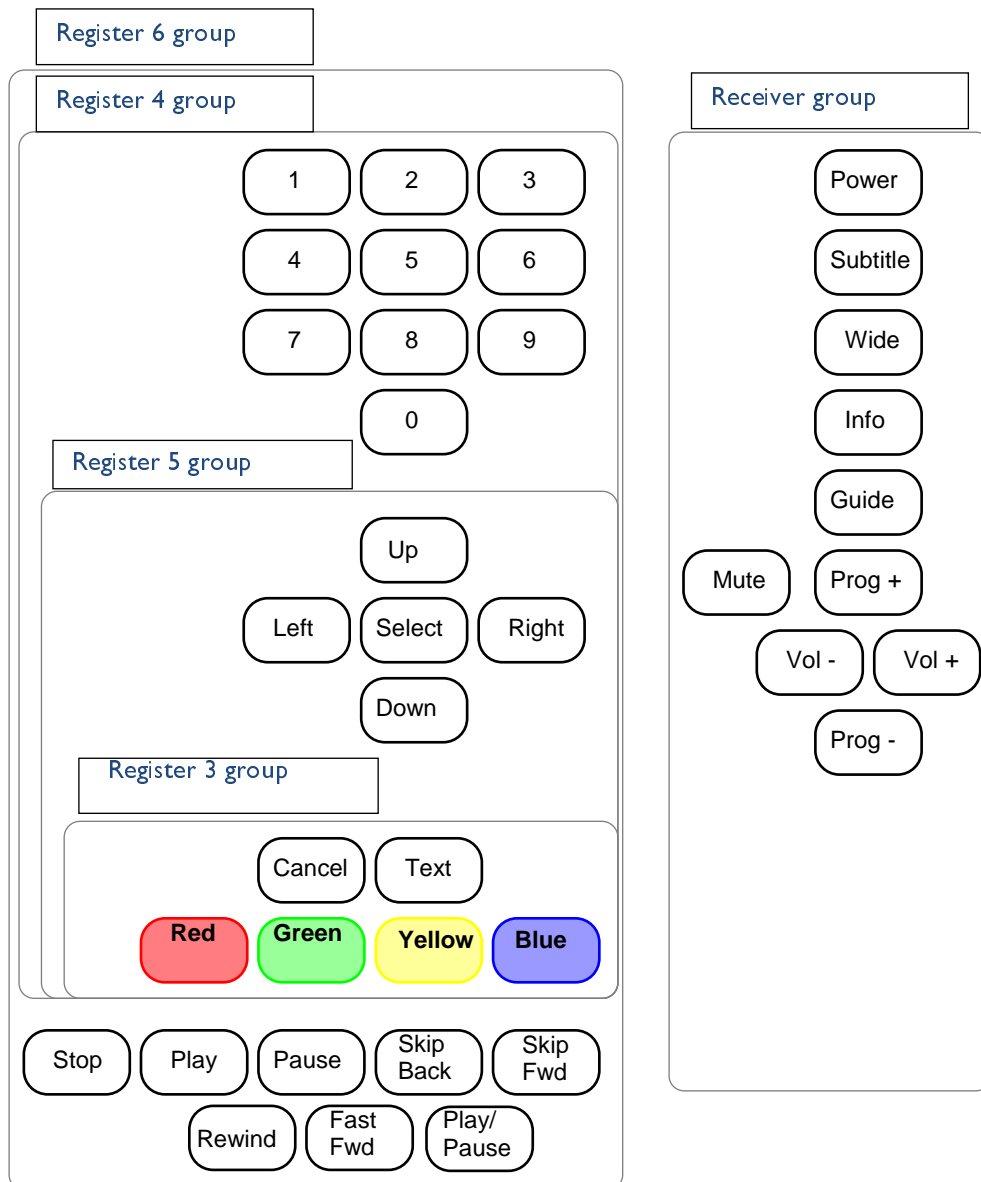 Register 6 group
Register 4 group
1 2 3
4 5 6
7 8 9
0
Register 5 group
Up
Left Select Right
Down
Register 3 group
Cancel Text
Red Green Yellow Blue
Stop Play Pause Skip Back Skip Fwd
Rewind Fast Fwd Play/ Pause
Receiver group
Power
Subtitle
Wide
Info
Guide
Mute Prog +
Vol - Vol +
Prog -